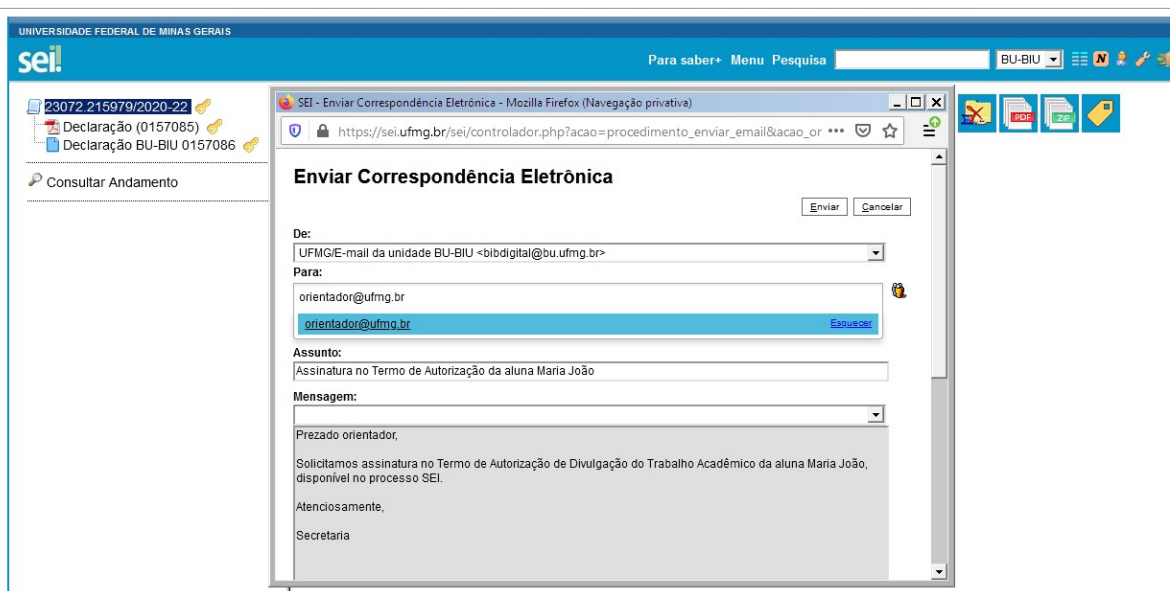 UNIVERSIDADE FEDERAL DE MINAS GERAIS
sei!
Para saber+ Menu Pesquisa
BU-BIU
N
23072.215979/2020-22
Declaração (0157085)
Declaração BU-BIU 0157086
Consultar Andamento
SEI - Enviar Correspondência Eletrônica - Mozilla Firefox (Navegação privativa)
https://sei.ufmg.br/sei/controlador.php?acao=procedimento_enviar_email&acao_or
PDF
ZIP
Enviar Correspondência Eletrônica
Enviar Cancelar
De:
UFMG/E-mail da unidade BU-BIU <bibdigital@bu.ufmg.br>
Para:
orientador@ufmg.br
orientador@ufmg.br Esquecer
Assunto:
Assinatura no Termo de Autorização da aluna Maria João
Mensagem:
Prezado orientador,
Solicitamos assinatura no Termo de Autorização de Divulgação do Trabalho Acadêmico da aluna Maria João,
disponível no processo SEI.
Atenciosamente,
Secretaria